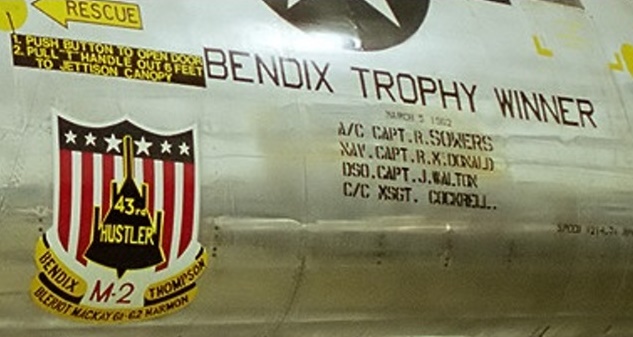 RESCUE
1. PUSH BUTTON TO OPEN DOOR
2. PULL "T" HANDLE OUT 6 FEET
TO JETTISON CANOPY
BENDIX TROPHY WINNER
MARCH 5 1962
A/C CAPT.R.SOWERS
NAV.CAPT.R.K.DONALD
DSO.CAPT.J.WALTON
C/C MSGT. COCKRELL.
SPEED
43rd
HUSTLER
BENDIX
M-2
THOMPSON
BLERIOT MACKAY 61-62 HARMON